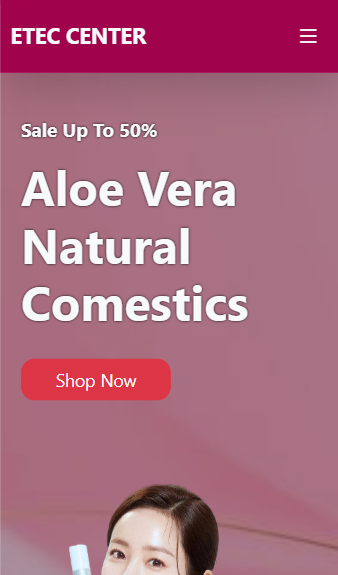 ETEC CENTER
Sale Up To 50%
Aloe Vera
Natural
Comestics
Shop Now